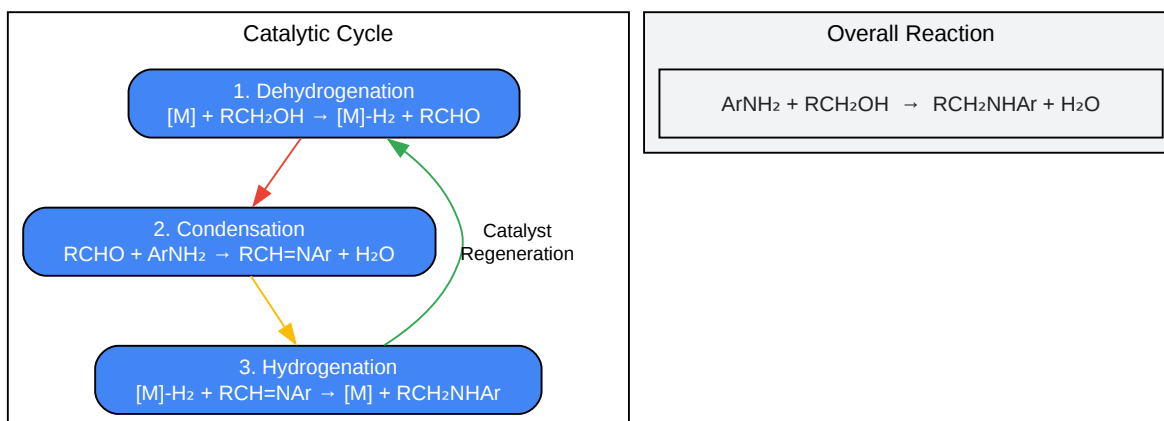 Catalytic Cycle
1. Dehydrogenation
[M] + RCH₂OH → [M]-H₂ + RCHO
2. Condensation
RCHO + ArNH₂ → RCH=NAr + H₂O
Catalyst
Regeneration
3. Hydrogenation
[M]-H₂ + RCH=NAr → [M] + RCH₂NHAr
Overall Reaction
ArNH₂ + RCH₂OH → RCH₂NHAr + H₂O